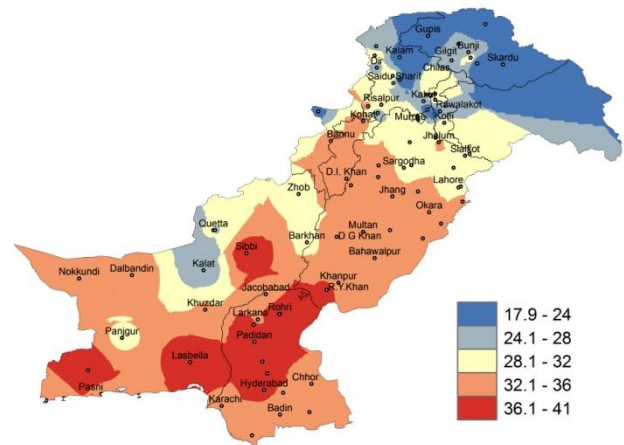 Gupis
Kalam
Gilgit
Bunji
Skardu
Dir
Chilas
Saidu Sharif
Kakul
Risalpur
Rawalakot
Kohat
Kotli
Bannu
Jhelum
Sialkot
D.I. Khan
Sargodha
Lahore
Zhob
Jhang
Okara
Quetta
Multan
D G Khan
Barkhan
Sibbi
Bahawalpur
Kalat
Nokkundi
Dalbandin
Khanpur
R.Y.Khan
Jacobabad
Khuzdar
Larkana
Rohri
Panjgur
Padidan
Lasbella
Pasni
Hyderabad
Chhor
Karachi
Badin
17.9 - 24
24.1 - 28
28.1 - 32
32.1 - 36
36.1 - 41